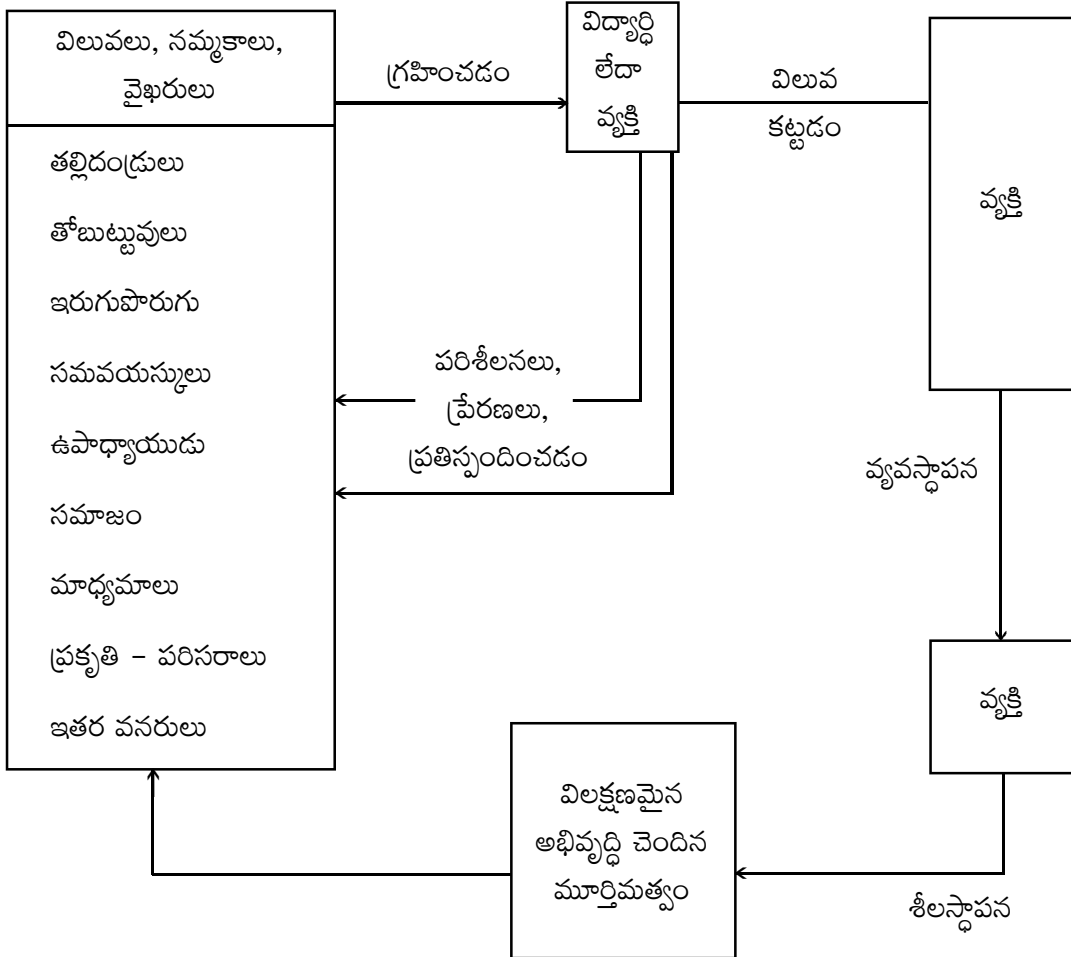 విలువలు, నమ్మకాలు,
వైఖరులు
తల్లిదండ్రులు
తోబుట్టువులు
ఇరుగుపొరుగు
సమవయస్కులు
ఉపాధ్యాయుడు
సమాజం
మాధ్యమాలు
ప్రకృతి – పరిసరాలు
ఇతర వనరులు
గ్రహించడం
విద్యార్థి
లేదా
వ్యక్తి
విలువ
కట్టడం
వ్యక్తి
పరిశీలనలు,
ప్రేరణలు,
ప్రతిస్పందించడం
వ్యవస్థాపన
వ్యక్తి
శీలస్థాపన
విలక్షణమైన
అభివృద్ధి చెందిన
మూర్తిమత్వం